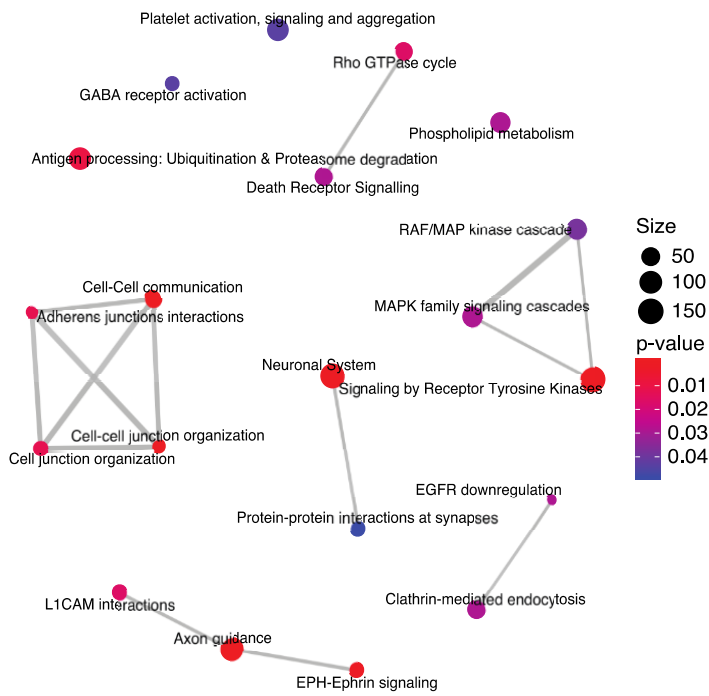 Platelet activation, signaling and aggregation
Rho GTPase cycle
GABA receptor activation
Phospholipid metabolism
Antigen processing: Ubiquitination & Proteasome degradation
Death Receptor Signalling
RAF/MAP kinase cascade
Size
50
100
150
Cell-Cell communication
MAPK family signaling cascades
Adherens junctions interactions
p-value
0.01
0.02
0.03
0.04
Neuronal System
Signaling by Receptor Tyrosine Kinases
Cell-cell junction organization
Cell junction organization
EGFR downregulation
Protein-protein interactions at synapses
Clathrin-mediated endocytosis
L1CAM interactions
Axon guidance
EPH-Ephrin signaling